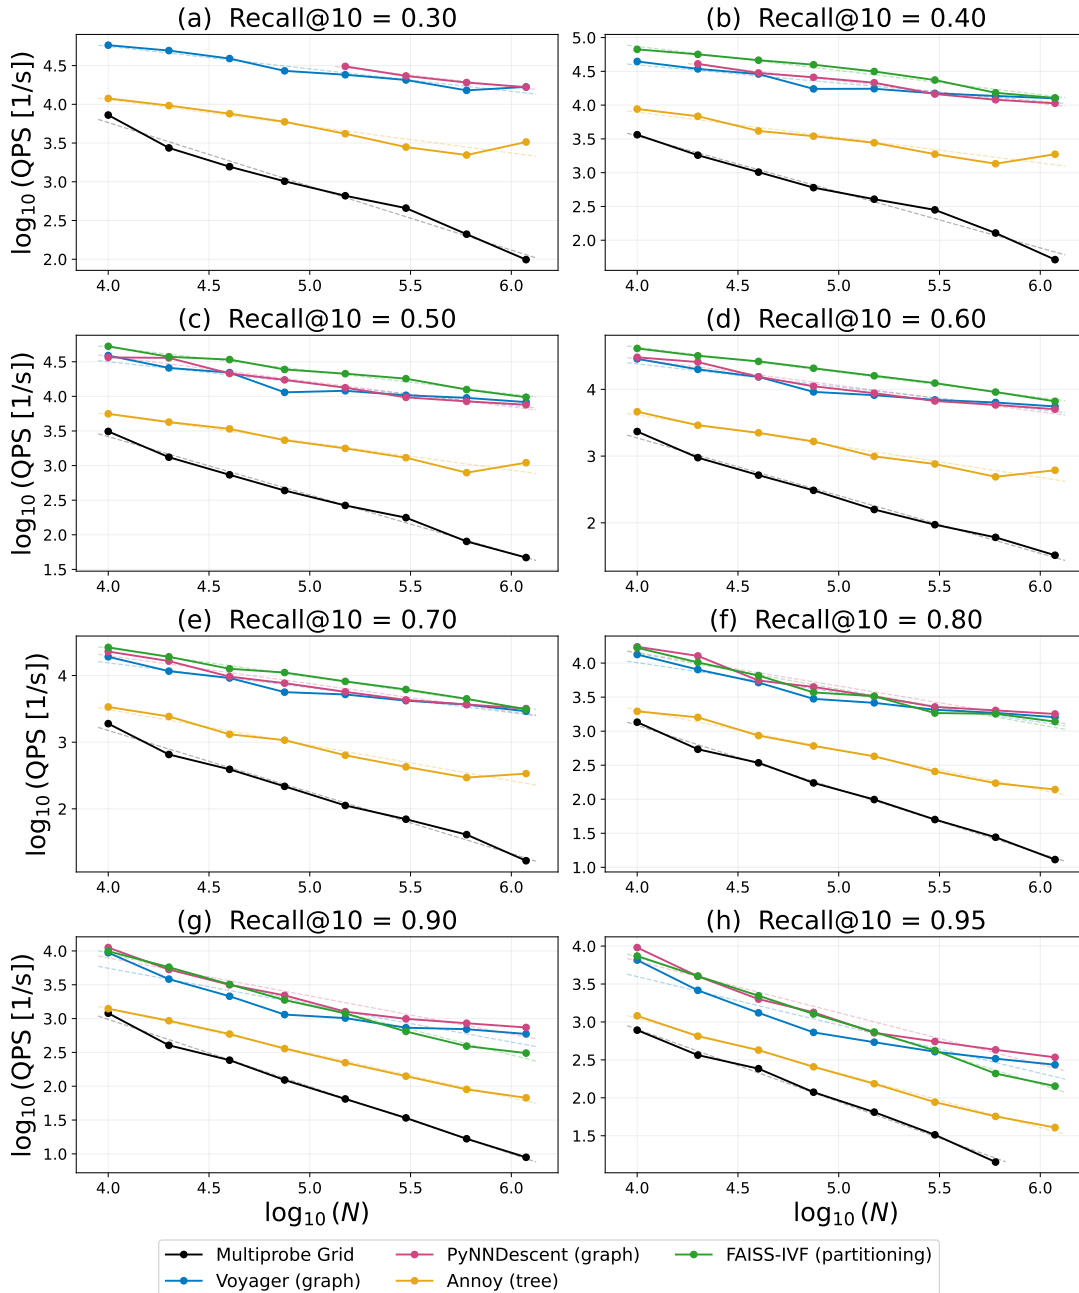 (a) Recall@10 = 0.30
(b) Recall@10 = 0.40
log10 (QPS [1/s])
4.5
4.0
3.5
3.0
2.5
2.0
4.0 4.5 5.0 5.5 6.0
5.0
4.5
4.0
3.5
3.0
2.5
2.0
4.0 4.5 5.0 5.5 6.0
(c) Recall@10 = 0.50
(d) Recall@10 = 0.60
log10 (QPS [1/s])
4.5
4.0
3.5
3.0
2.5
2.0
1.5
4.0 4.5 5.0 5.5 6.0
4
3
2
4.0 4.5 5.0 5.5 6.0
(e) Recall@10 = 0.70
(f) Recall@10 = 0.80
log10 (QPS [1/s])
4
3
2
4.0 4.5 5.0 5.5 6.0
4.0
3.5
3.0
2.5
2.0
1.5
1.0
4.0 4.5 5.0 5.5 6.0
(g) Recall@10 = 0.90
(h) Recall@10 = 0.95
log10 (QPS [1/s])
4.0
3.5
3.0
2.5
2.0
1.5
1.0
4.0 4.5 5.0 5.5 6.0
log10 (N)
4.0
3.5
3.0
2.5
2.0
1.5
4.0 4.5 5.0 5.5 6.0
log10 (N)
Multiprobe Grid
Voyager (graph)
PyNNDescent (graph)
Annoy (tree)
FAISS-IVF (partitioning)